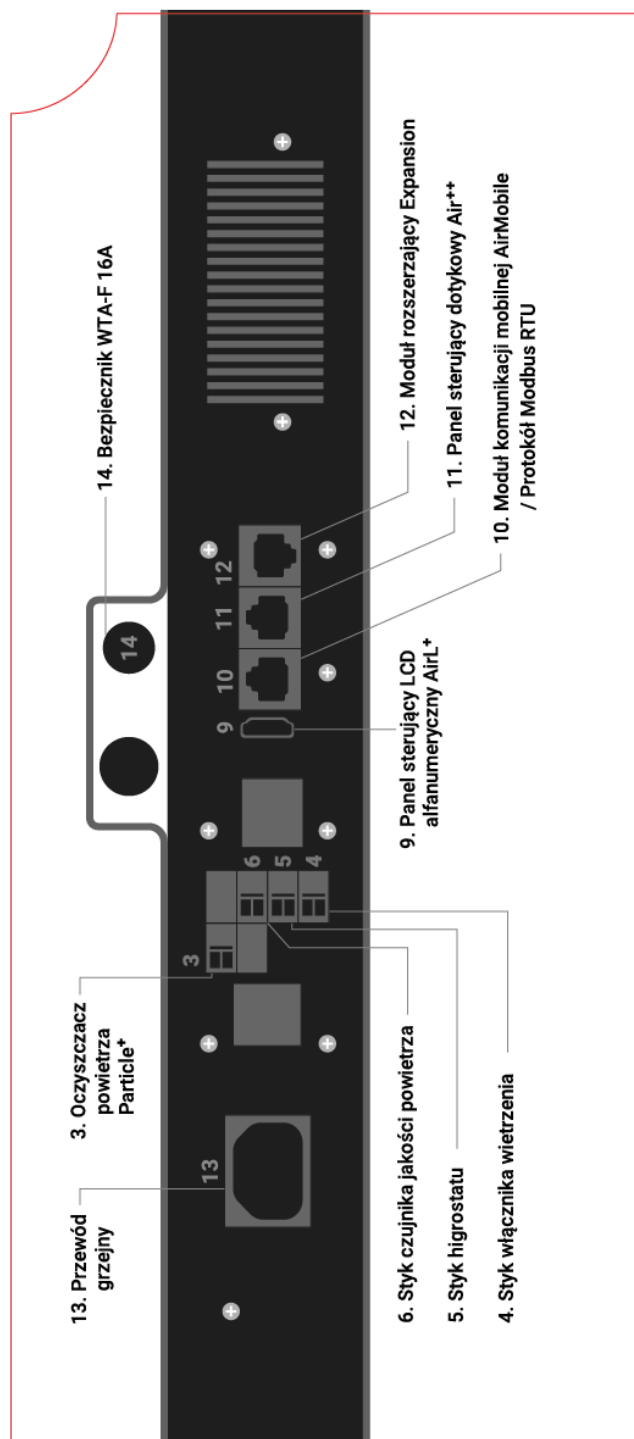 14. Bezpiecznik WTA-F 16A
12. Moduł rozszerzający Expansion
11. Panel sterujący dotykowy Air⁺⁺
10. Moduł komunikacji mobilnej AirMobile
/ Protokół Modbus RTU
9. Panel sterujący LCD
alfanumeryczny AirL⁺
3. Oczyszczacz
powietrza
Particle⁺
13. Przewód
grzejny
6. Styk czujnika jakości powietrza
5. Styk higrostatu
4. Styk włącznika wietrzenia
14
12
11
10
9
6
5
4
3
13